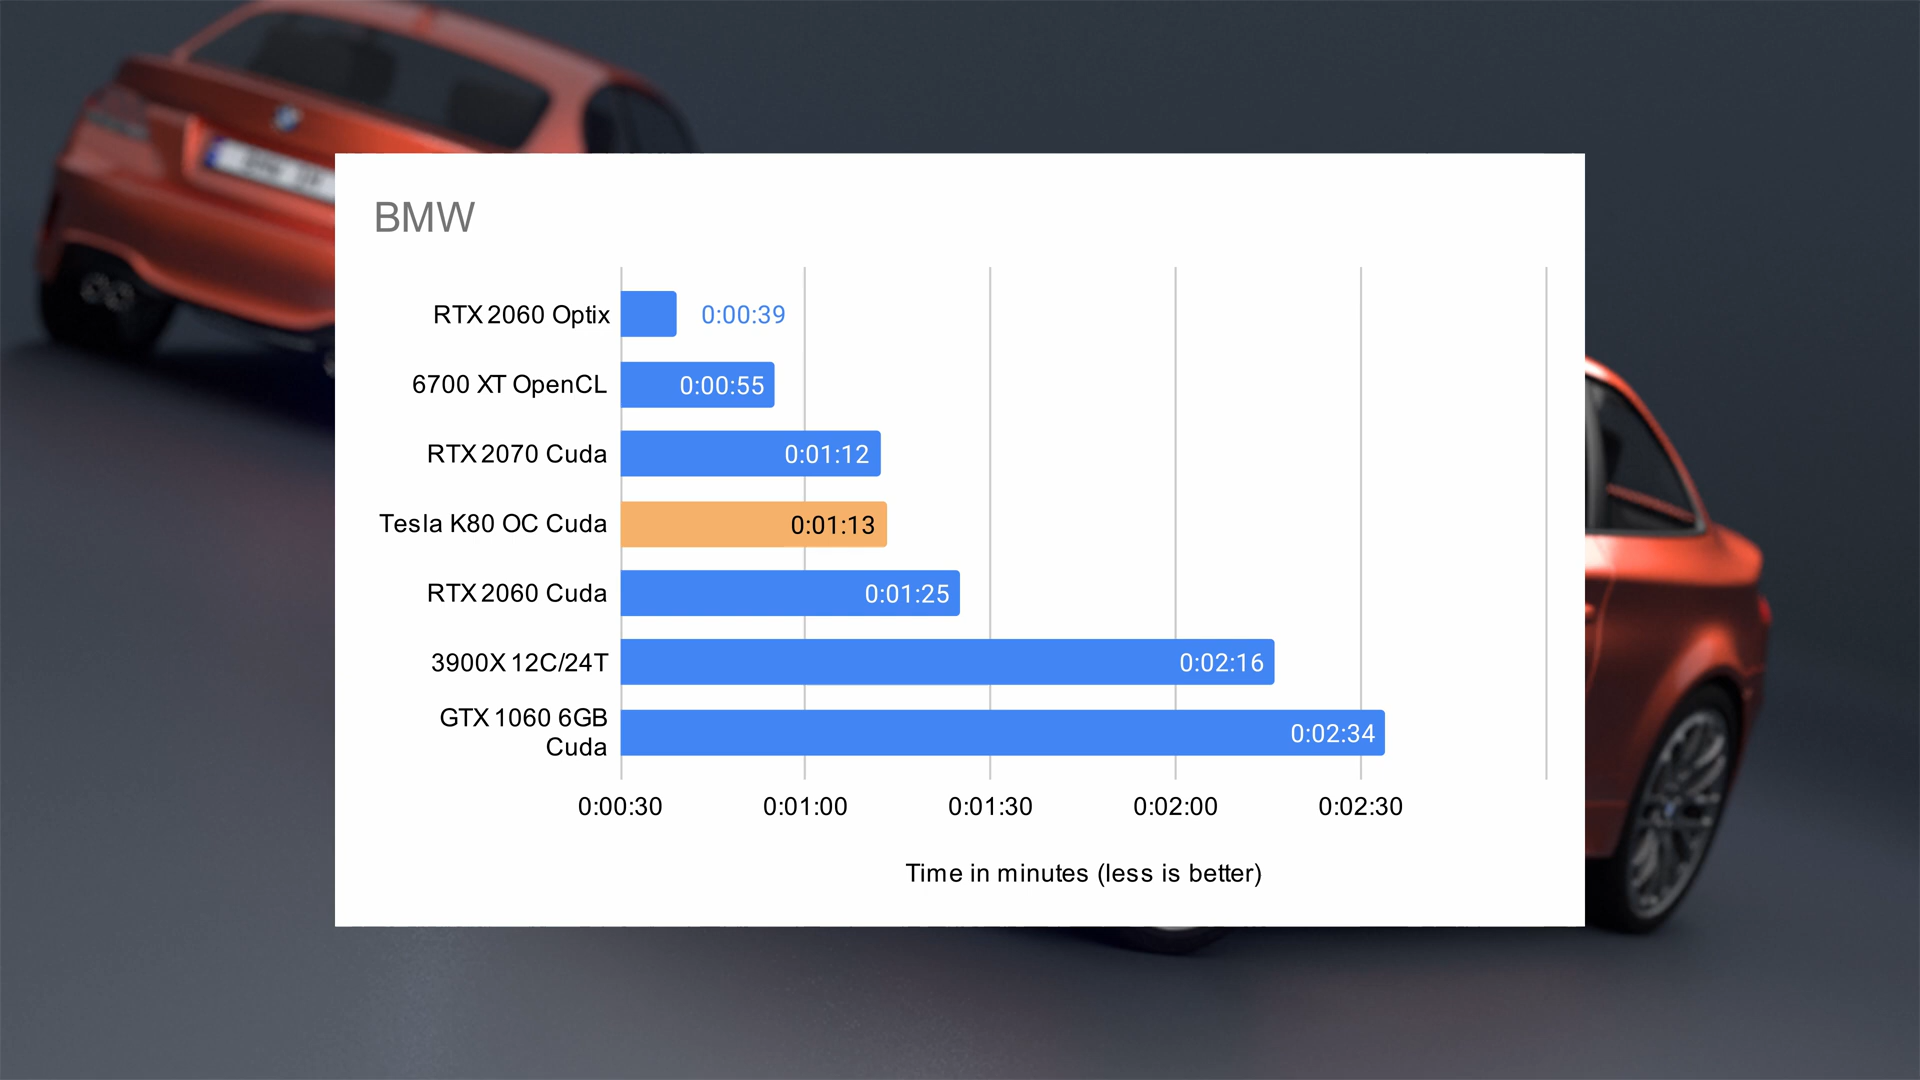 BMW
RTX 2060 Optix
0:00:39
6700 XT OpenCL
0:00:55
RTX 2070 Cuda
0:01:12
Tesla K80 OC Cuda
0:01:13
RTX 2060 Cuda
0:01:25
3900X 12C/24T
0:02:16
GTX 1060 6GB
Cuda
0:02:34
0:00:30 0:01:00 0:01:30 0:02:00 0:02:30
Time in minutes (less is better)